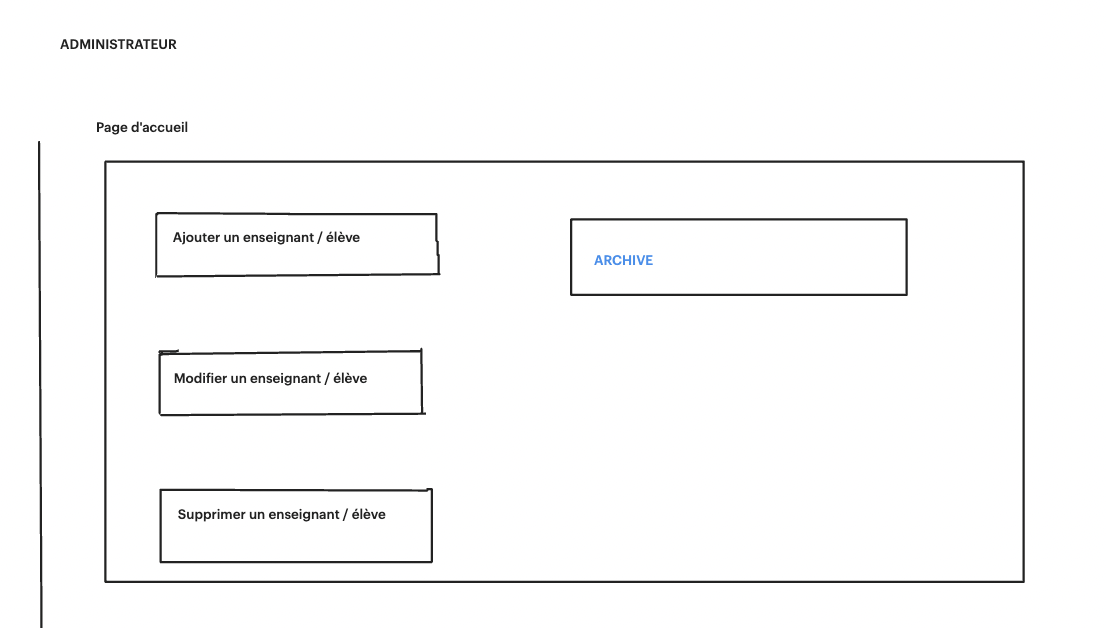 ADMINISTRATEUR
Page d'accueil
Ajouter un enseignant / élève
ARCHIVE
Modifier un enseignant / élève
Supprimer un enseignant / élève